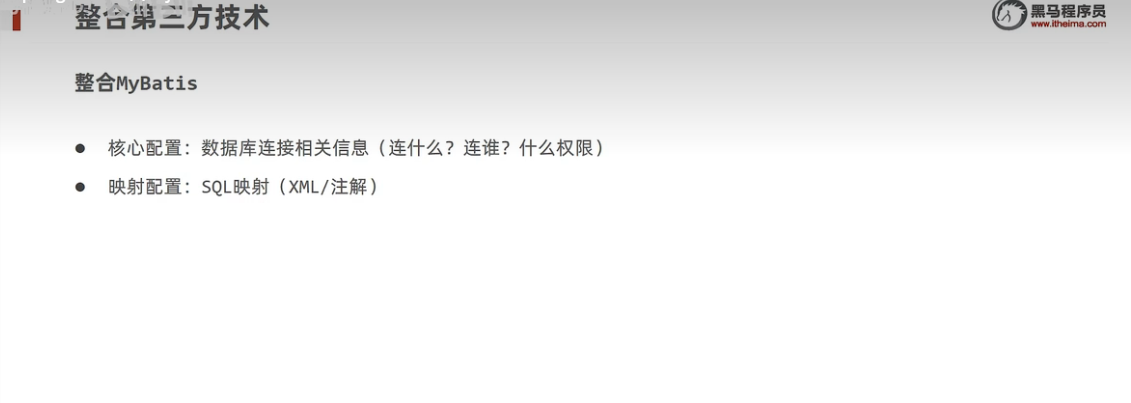 整合第三方技术
黑马程序员
www.itheima.com
整合MyBatis
● 核心配置：数据库连接相关信息（连什么？连谁？什么权限）
● 映射配置：SQL映射（XML/注解）